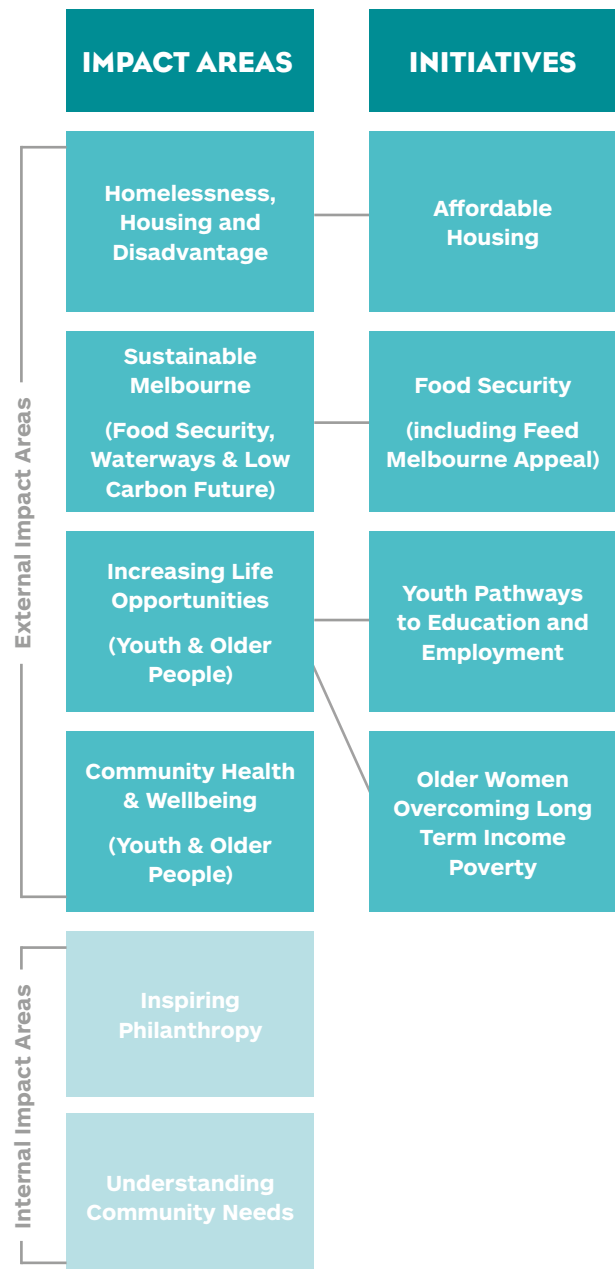 IMPACT AREAS
INITIATIVES
External Impact Areas
Homelessness,
Housing and
Disadvantage
Affordable
Housing
Sustainable
Melbourne
(Food Security,
Waterways & Low
Carbon Future)
Food Security
(including Feed
Melbourne Appeal)
Increasing Life
Opportunities
(Youth & Older
People)
Youth Pathways
to Education and
Employment
Community Health
& Wellbeing
(Youth & Older
People)
Older Women
Overcoming Long
Term Income
Poverty
Internal Impact Areas
Inspiring
Philanthropy
Understanding
Community Needs